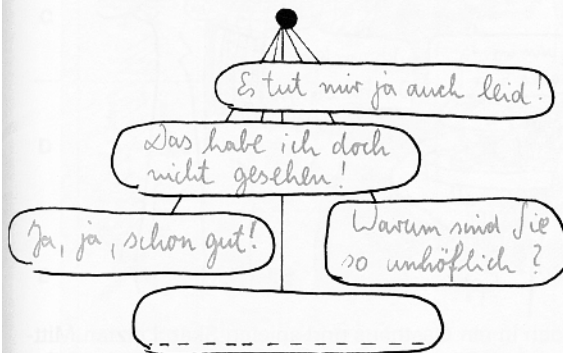 Es tut mir ja auch leid!
Das habe ich doch
nicht gesehen!
Ja, ja, schon gut!
Warum sind Sie
so unhöflich?